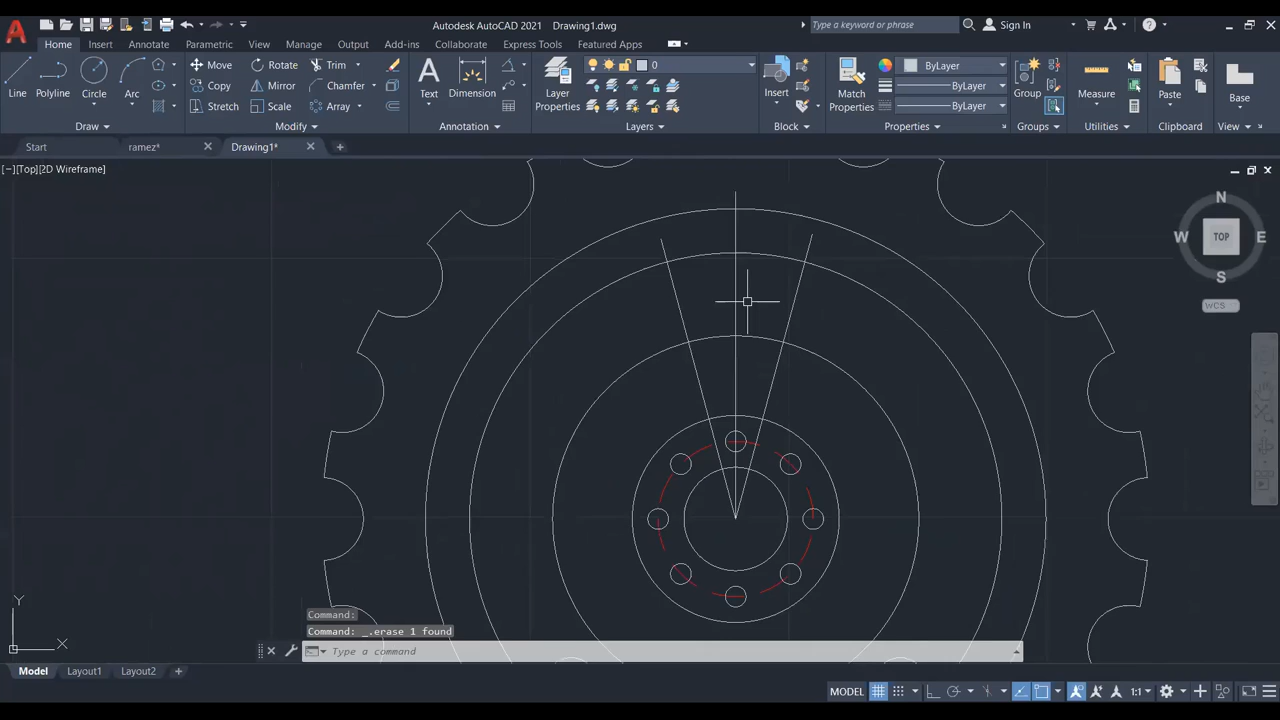 Autodesk AutoCAD 2021 Drawing1.dwg
Type a keyword or phrase
Sign In
Home Insert Annotate Parametric View Manage Output Add-ins Collaborate Express Tools Featured Apps
Line
Polyline
Circle
Arc
Move
Rotate
Trim
Copy
Mirror
Chamfer
Stretch
Scale
Array
Text
Dimension
Layer
Properties
0
Insert
Match
Properties
ByLayer
ByLayer
ByLayer
Group
Measure
Paste
Base
Draw
Modify
Annotation
Layers
Block
Properties
Groups
Utilities
Clipboard
View
Start
ramez*
Drawing1*
[−][Top][2D Wireframe]
N
W
TOP
E
S
WCS
Y
X
Command:
Command: _.erase 1 found
Type a command
Model Layout1 Layout2
MODEL
1:1